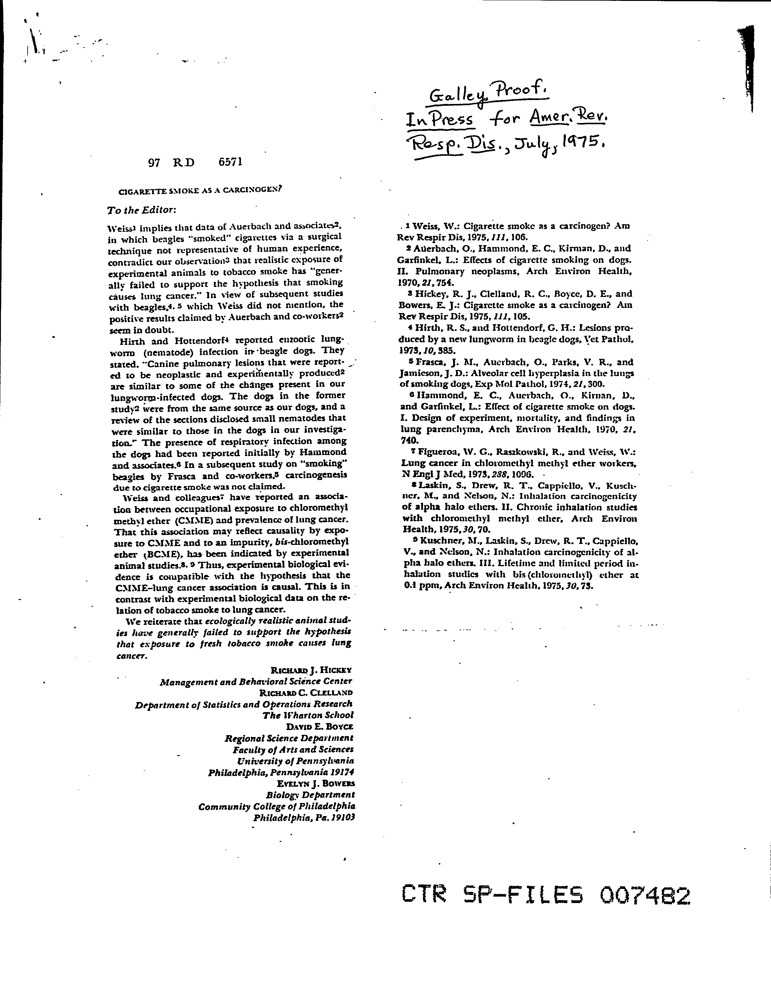 97 RD 6571
CIGARETTE SMOKE AS A CARCINOGEN?
To the Editor:
Weiss1 implies that data of Auerbach and associates2,
in which beagles “smoked” cigarettes via a surgical
technique not representative of human experience,
contradict our observation3 that realistic exposure of
experimental animals to tobacco smoke has “gener-
ally failed to support the hypothesis that smoking
causes lung cancer.” In view of subsequent studies
with beagles,4, 5 which Weiss did not mention, the
positive results claimed by Auerbach and co-workers2
seem in doubt.
Hirth and Hottendorf4 reported enzootic lung-
worm (nematode) infection in beagle dogs. They
stated, “Canine pulmonary lesions that were report-
ed to be neoplastic and experimentally produced2
are similar to some of the changes present in our
lungworm-infected dogs. The dogs in the former
study2 were from the same source as our dogs, and a
review of the sections disclosed small nematodes that
were similar to those in the dogs in our investiga-
tion.” The presence of respiratory infection among
the dogs had been reported initially by Hammond
and associates.6 In a subsequent study on “smoking”
beagles by Frasca and co-workers,5 carcinogenesis
due to cigarette smoke was not claimed.
Weiss and colleagues7 have reported an associa-
tion between occupational exposure to chloromethyl
methyl ether (CMME) and prevalence of lung cancer.
That this association may reflect causality by expo-
sure to CMME and to an impurity, bis-chloromethyl
ether (BCME), has been indicated by experimental
animal studies.8, 9 Thus, experimental biological evi-
dence is compatible with the hypothesis that the
CMME-lung cancer association is causal. This is in
contrast with experimental biological data on the re-
lation of tobacco smoke to lung cancer.
We reiterate that ecologically realistic animal stud-
ies have generally failed to support the hypothesis
that exposure to fresh tobacco smoke causes lung
cancer.
RICHARD J. HICKEY
Management and Behavioral Science Center
RICHARD C. CLELLAND
Department of Statistics and Operations Research
The Wharton School
DAVID E. BOYCE
Regional Science Department
Faculty of Arts and Sciences
University of Pennsylvania
Philadelphia, Pennsylvania 19174
EVELYN J. BOWERS
Biology Department
Community College of Philadelphia
Philadelphia, Pa. 19103
Galley Proof.
In Press for Amer. Rev.
Resp. Dis., July, 1975.
1 Weiss, W.: Cigarette smoke as a carcinogen? Am
Rev Respir Dis, 1975, 111, 106.
2 Auerbach, O., Hammond, E. C., Kirman, D., and
Garfinkel, L.: Effects of cigarette smoking on dogs.
II. Pulmonary neoplasms, Arch Environ Health,
1970, 21, 754.
3 Hickey, R. J., Clelland, R. C., Boyce, D. E., and
Bowers, E. J.: Cigarette smoke as a carcinogen? Am
Rev Respir Dis, 1975, 111, 105.
4 Hirth, R. S., and Hottendorf, G. H.: Lesions pro-
duced by a new lungworm in beagle dogs, Vet Pathol,
1973, 10, 385.
5 Frasca, J. M., Auerbach, O., Parks, V. R., and
Jamieson, J. D.: Alveolar cell hyperplasia in the lungs
of smoking dogs, Exp Mol Pathol, 1974, 21, 300.
6 Hammond, E. C., Auerbach, O., Kirman, D.,
and Garfinkel, L.: Effect of cigarette smoke on dogs.
I. Design of experiment, mortality, and findings in
lung parenchyma, Arch Environ Health, 1970, 21,
740.
7 Figueroa, W. G., Raszkowski, R., and Weiss, W.:
Lung cancer in chloromethyl methyl ether workers,
N Engl J Med, 1973, 288, 1096.
8 Laskin, S., Drew, R. T., Cappiello, V., Kusch-
ner, M., and Nelson, N.: Inhalation carcinogenicity
of alpha halo ethers. II. Chronic inhalation studies
with chloromethyl methyl ether, Arch Environ
Health, 1975, 30, 70.
9 Kuschner, M., Laskin, S., Drew, R. T., Cappiello,
V., and Nelson, N.: Inhalation carcinogenicity of al-
pha halo ethers. III. Lifetime and limited period in-
halation studies with bis(chloromethyl) ether at
0.1 ppm, Arch Environ Health, 1975, 30, 73.
CTR SP-FILES 007482